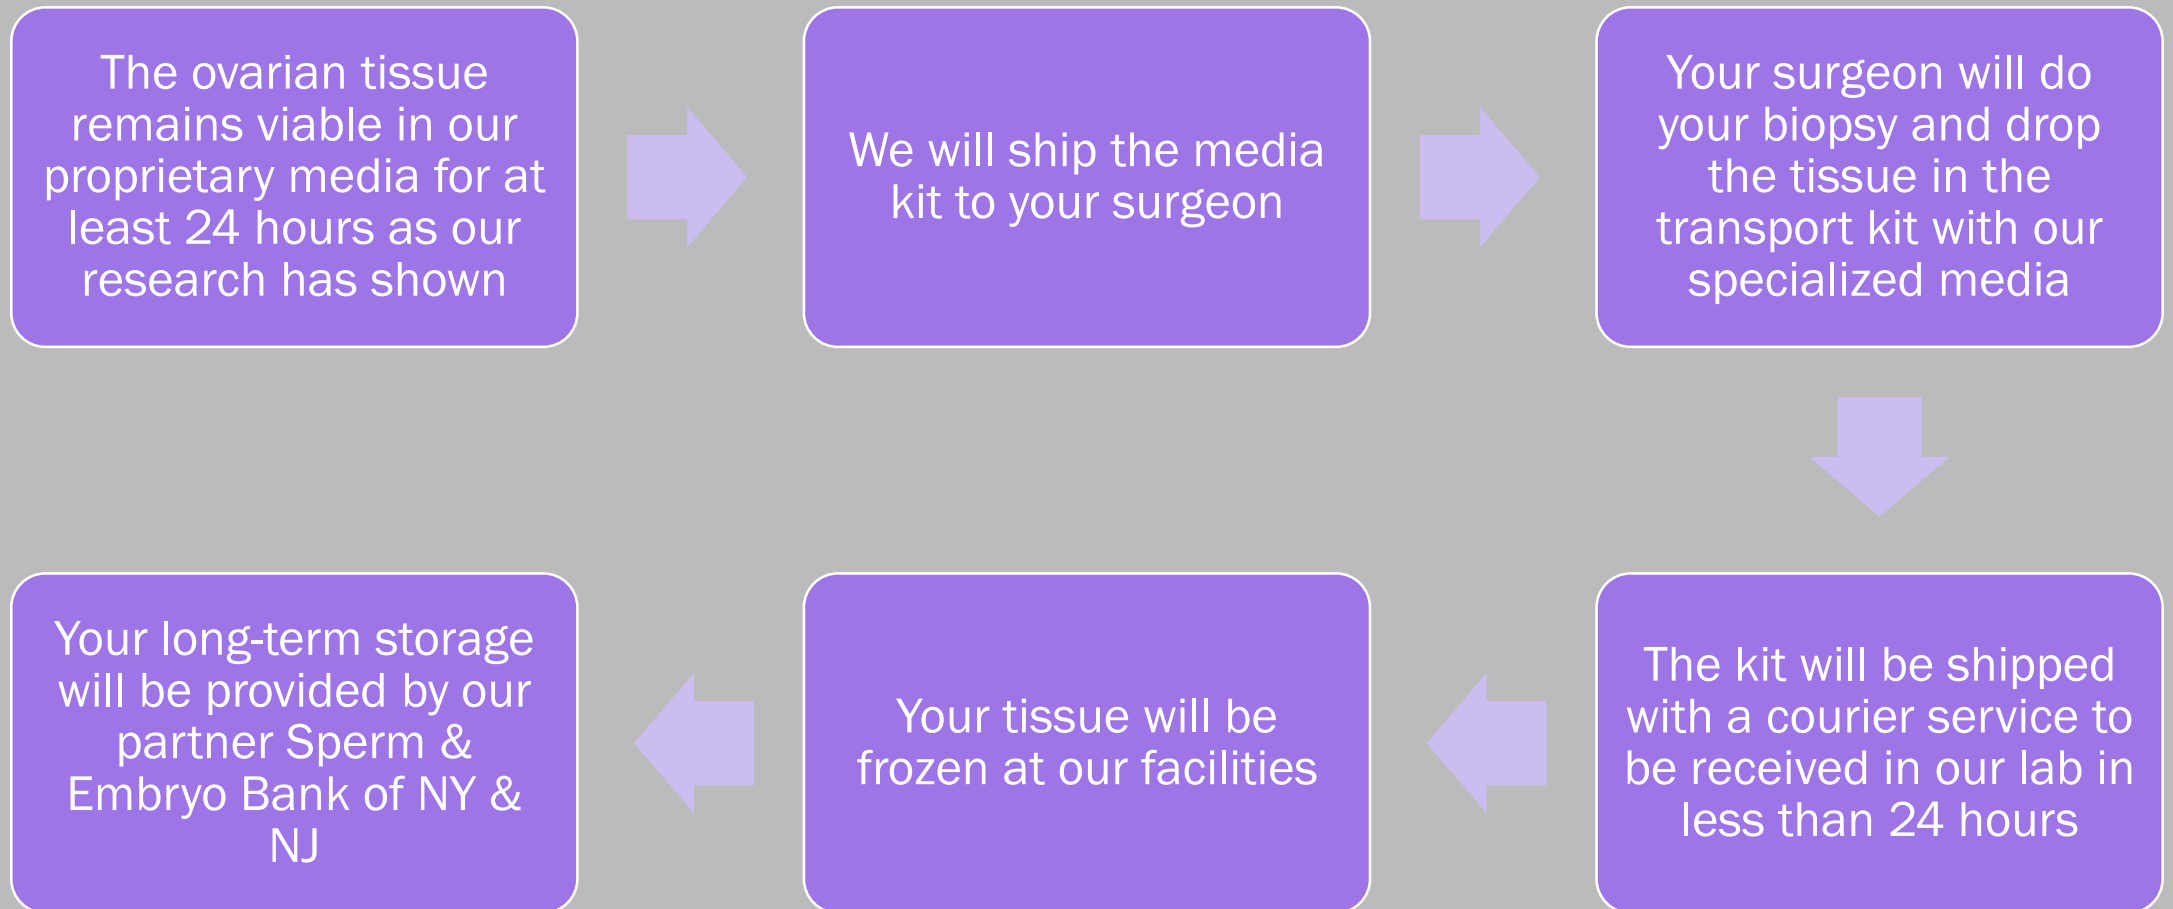 The ovarian tissue
remains viable in our
proprietary media for at
least 24 hours as our
research has shown
We will ship the media
kit to your surgeon
Your surgeon will do
your biopsy and drop
the tissue in the
transport kit with our
specialized media
The kit will be shipped
with a courier service to
be received in our lab in
less than 24 hours
Your tissue will be
frozen at our facilities
Your long-term storage
will be provided by our
partner Sperm &
Embryo Bank of NY &
NJ